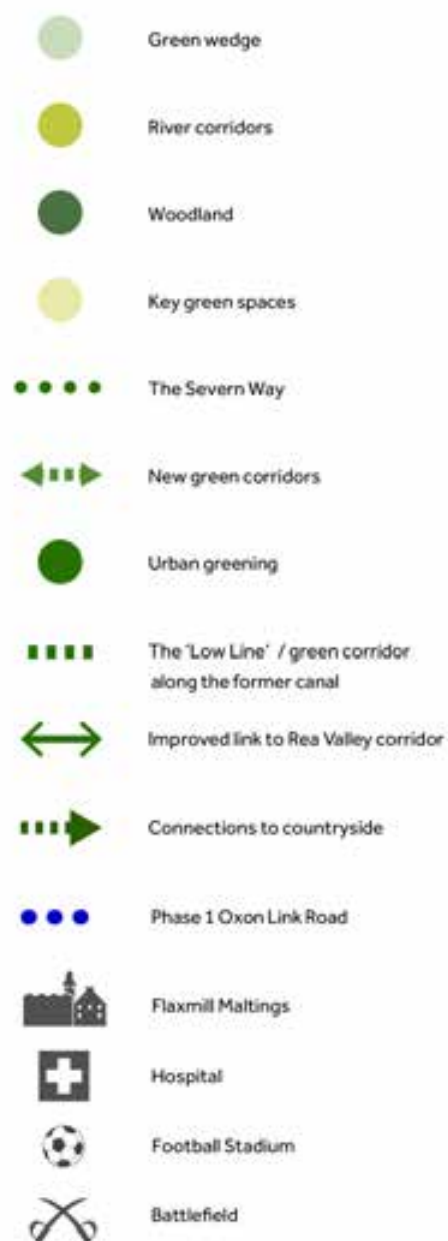 Green wedge
River corridors
Woodland
Key green spaces
The Severn Way
New green corridors
Urban greening
The ‘Low Line’ / green corridor
along the former canal
Improved link to Rea Valley corridor
Connections to countryside
Phase 1 Oxon Link Road
Flaxmill Maltings
Hospital
Football Stadium
Battlefield